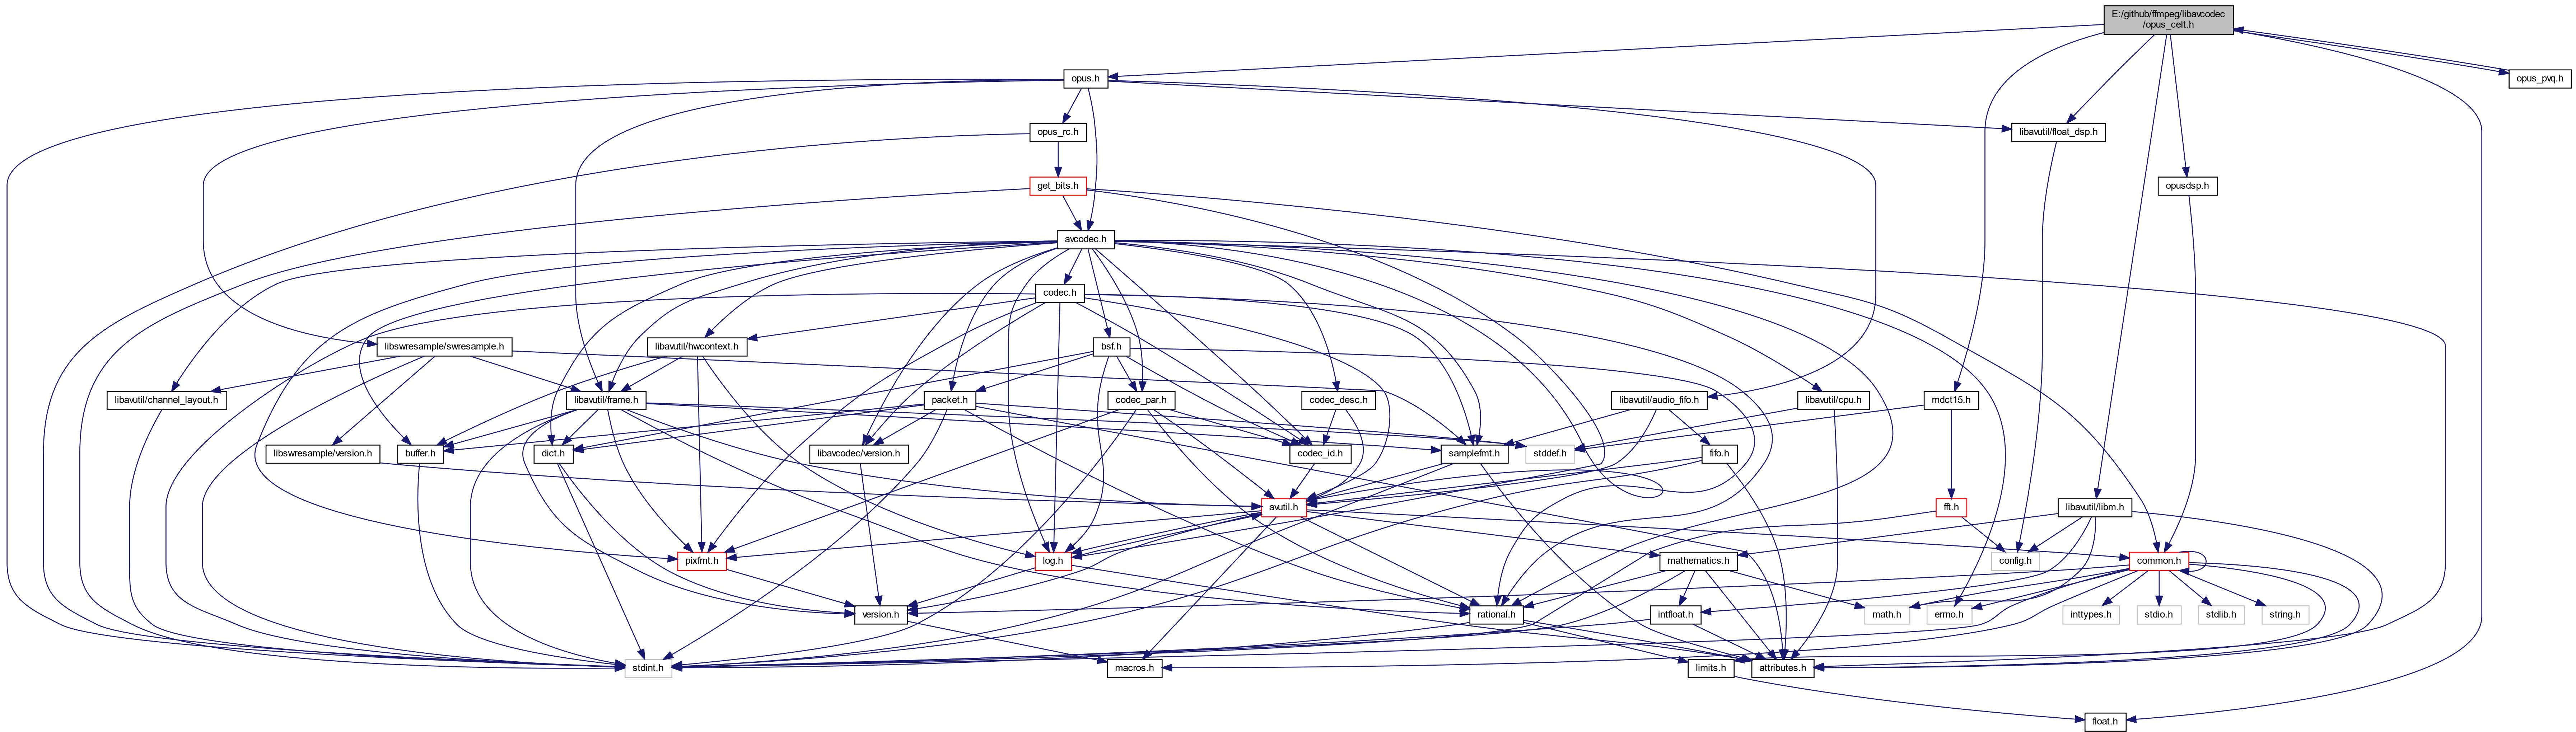 E:/github/ffmpeg/libavcodec
/opus_celt.h
opus.h
opus_pvq.h
opus_rc.h
libavutil/float_dsp.h
get_bits.h
opusdsp.h
avcodec.h
codec.h
libswresample/swresample.h
libavutil/hwcontext.h
bsf.h
libavutil/channel_layout.h
libavutil/frame.h
packet.h
codec_par.h
codec_desc.h
libavutil/audio_fifo.h
libavutil/cpu.h
mdct15.h
libswresample/version.h
buffer.h
dict.h
libavcodec/version.h
codec_id.h
samplefmt.h
stddef.h
fifo.h
avutil.h
fft.h
libavutil/libm.h
pixfmt.h
log.h
mathematics.h
config.h
common.h
version.h
rational.h
intfloat.h
math.h
errno.h
inttypes.h
stdio.h
stdlib.h
string.h
stdint.h
macros.h
limits.h
attributes.h
float.h